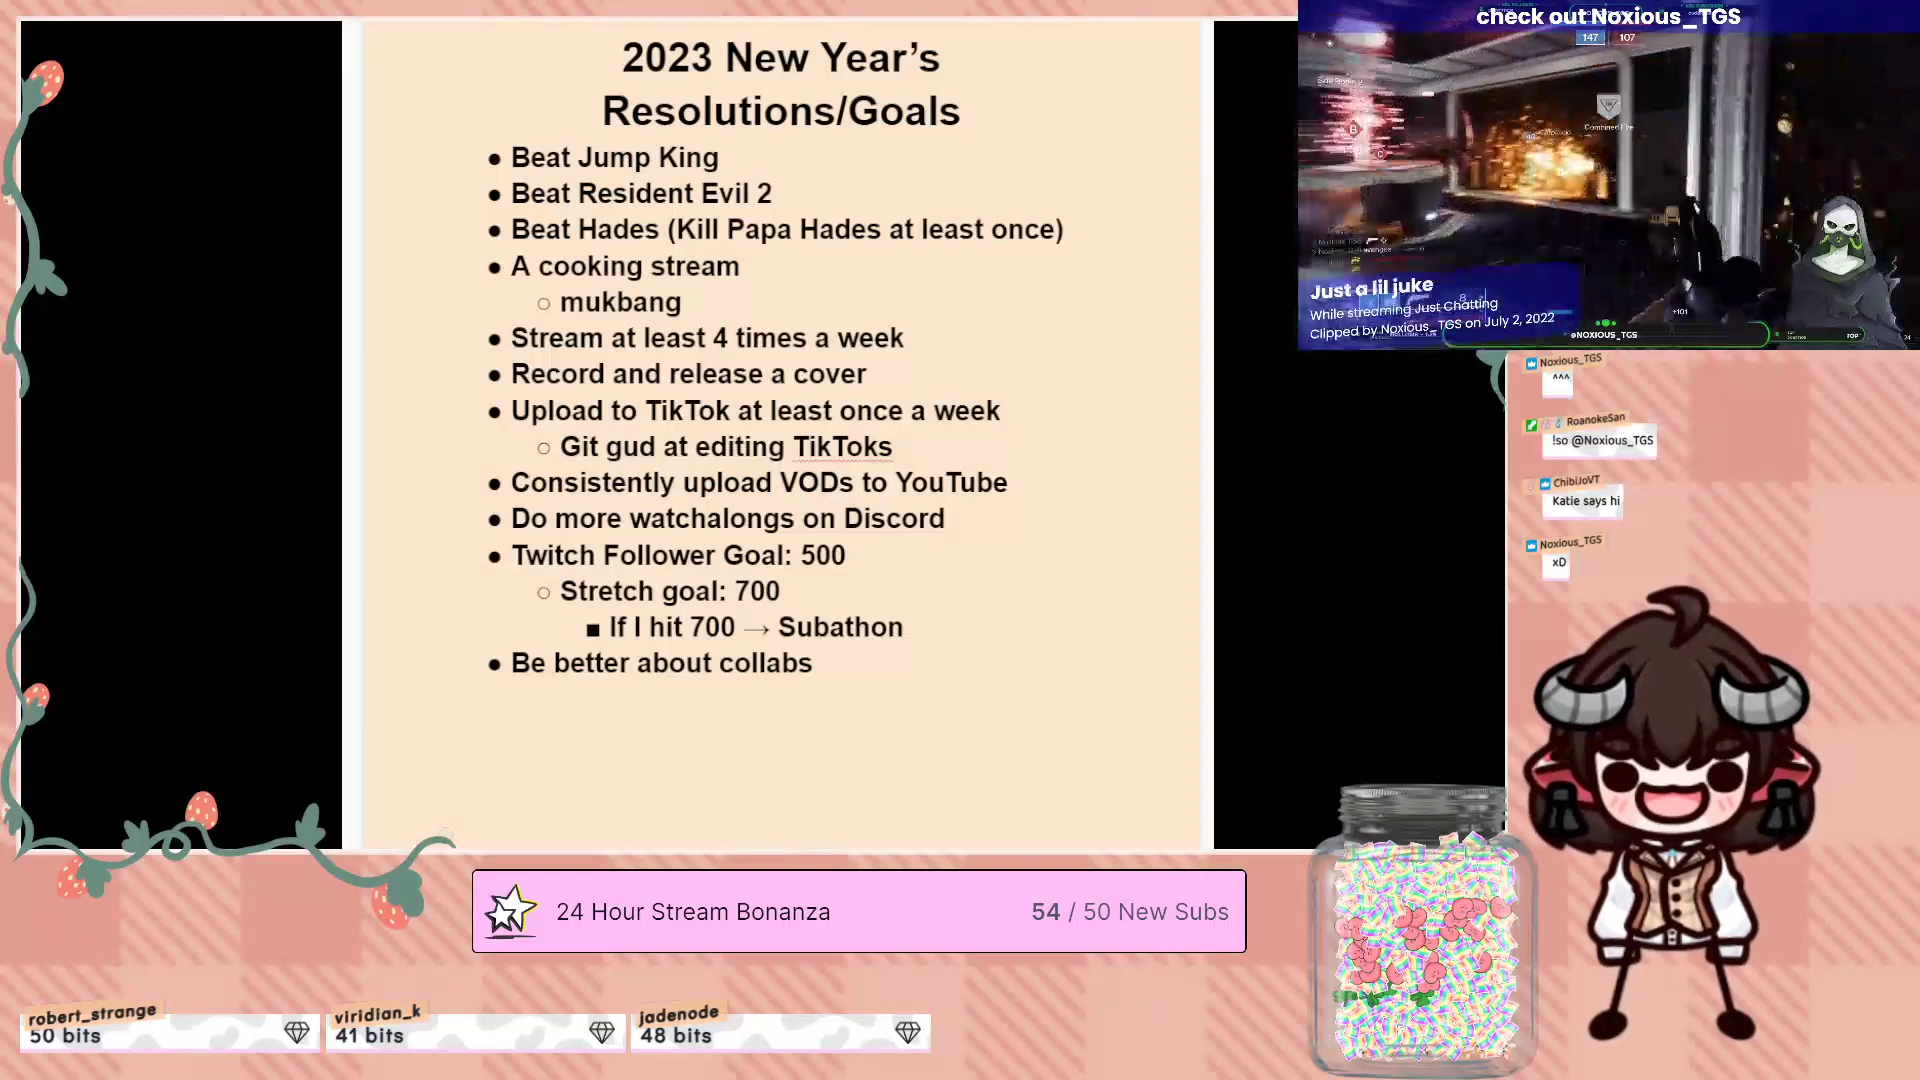 2023 New Year’s
Resolutions/Goals
● Beat Jump King
● Beat Resident Evil 2
● Beat Hades (Kill Papa Hades at least once)
● A cooking stream
○ mukbang
● Stream at least 4 times a week
● Record and release a cover
● Upload to TikTok at least once a week
○ Git gud at editing TikToks
● Consistently upload VODs to YouTube
● Do more watchalongs on Discord
● Twitch Follower Goal: 500
○ Stretch goal: 700
■ If I hit 700 → Subathon
● Be better about collabs
check out Noxious_TGS
147 107
B
C
Combined Fire
+101
Just a lil juke
While streaming Just Chatting
Clipped by Noxious_TGS on July 2, 2022
@NOXIOUS_TGS
TOP
24
Noxious_TGS
^^^
RoanokeSan
!so @Noxious_TGS
ChibiJoVT
Katie says hi
Noxious_TGS
xD
24 Hour Stream Bonanza
54 / 50 New Subs
robert_strange
50 bits
viridian_k
41 bits
jadenode
48 bits